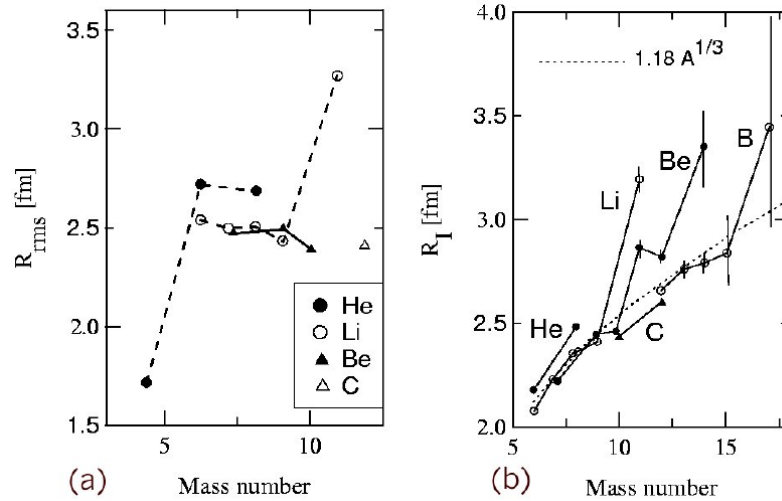 3.5
3.0
2.5
2.0
1.5
R_rms [fm]
He
Li
Be
C
5
10
Mass number
(a)
4.0
3.5
3.0
2.5
2.0
R_I [fm]
1.18 A^1/3
He
Li
Be
B
C
5
10
15
Mass number
(b)